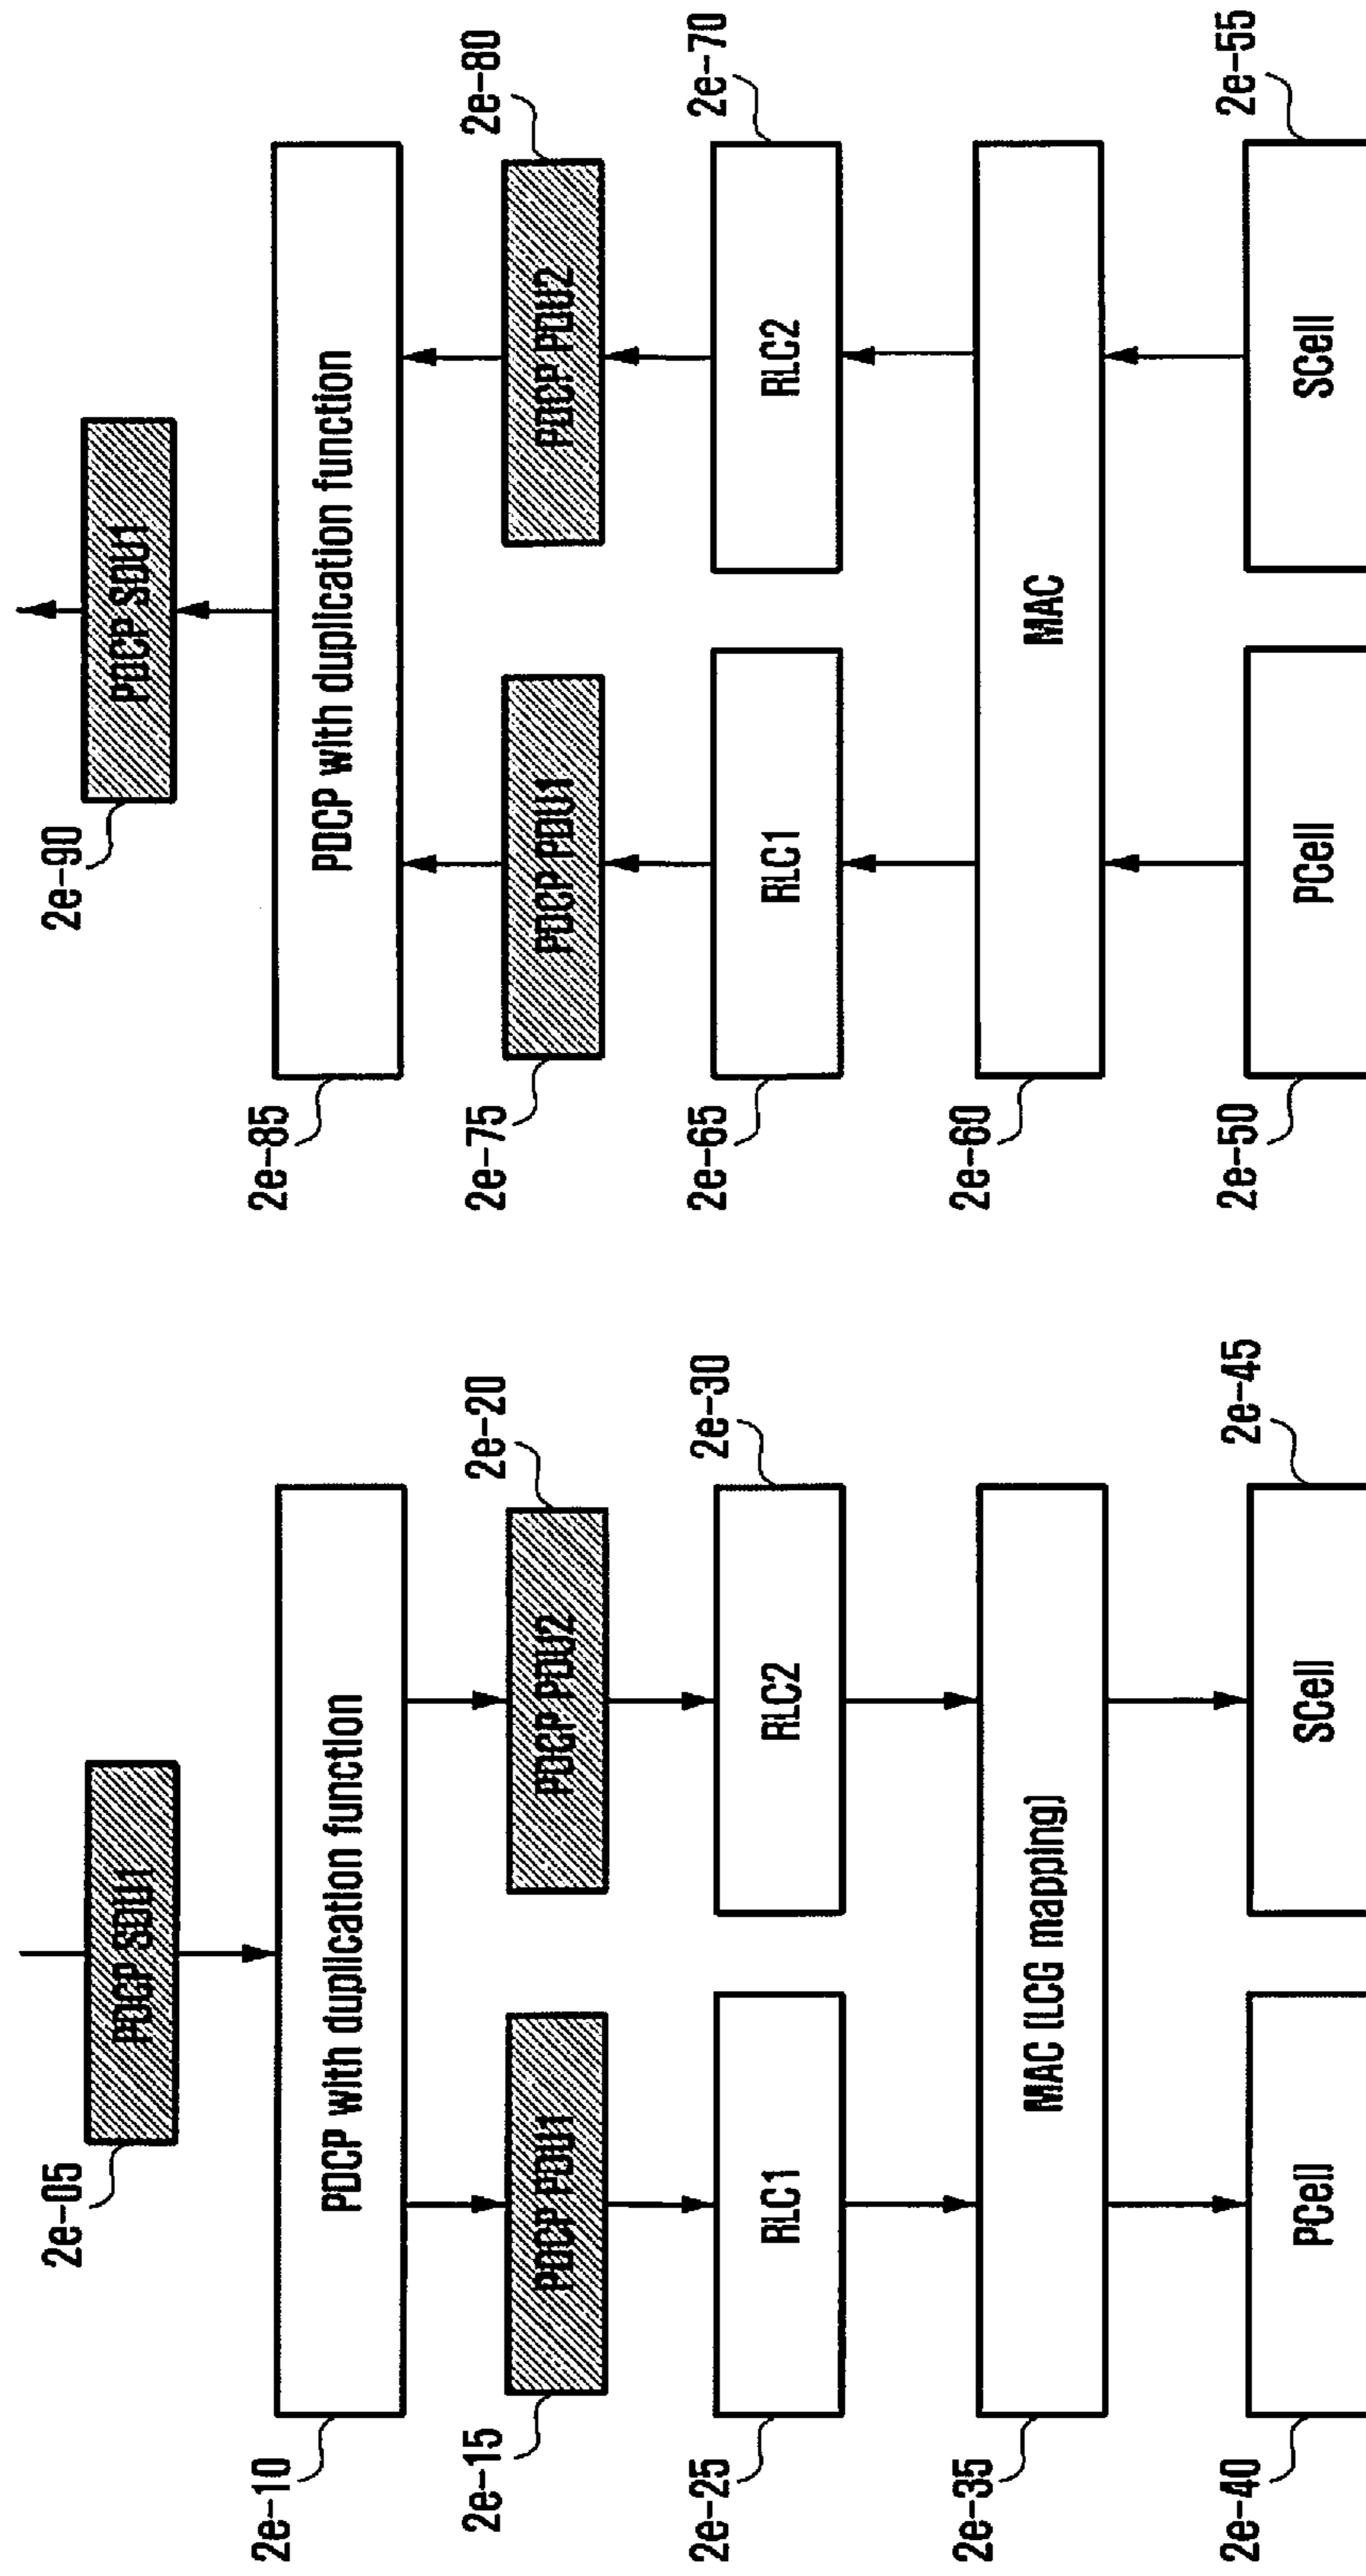 2e-05
PDCP SDU1
2e-10
PDCP with duplication function
2e-15
PDCP PDU1
PDCP PDU2
2e-20
2e-25
RLC1
RLC2
2e-30
2e-35
MAC (LCG mapping)
2e-40
PCell
SCell
2e-45
2e-90
PDCP SDU1
2e-85
PDCP with duplication function
2e-75
PDCP PDU1
PDCP PDU2
2e-80
2e-65
RLC1
RLC2
2e-70
2e-60
MAC
2e-50
PCell
SCell
2e-55